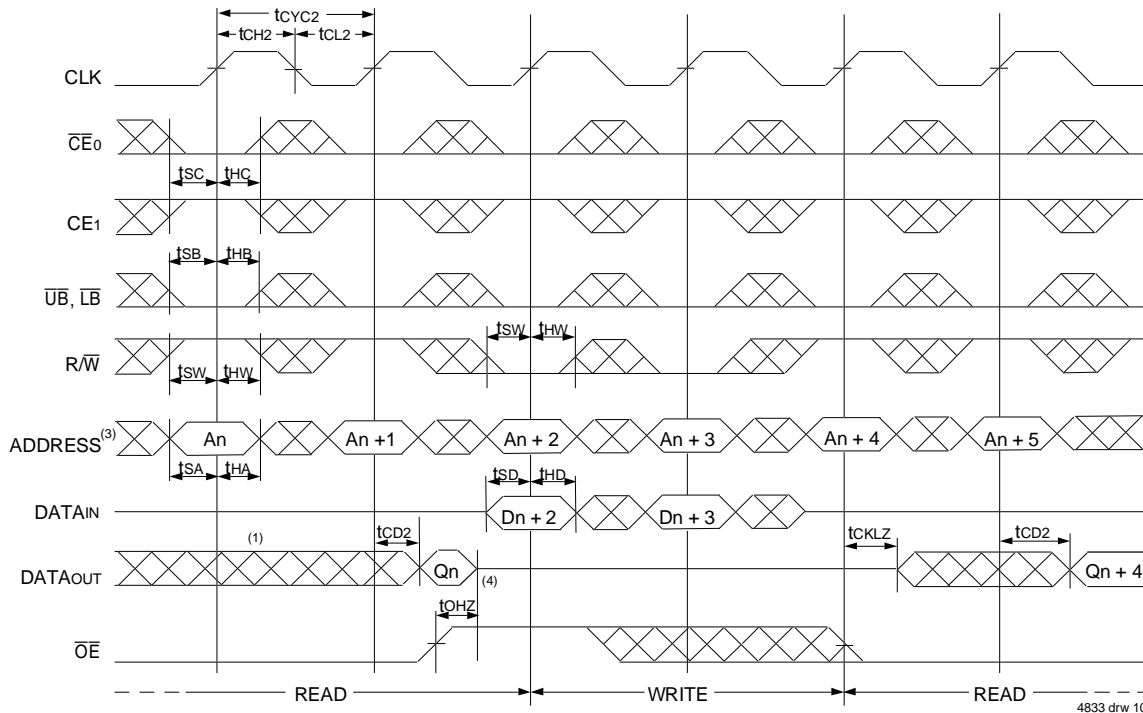 tCYC2
tCH2 tCL2
CLK
CE0
tSC tHC
CE1
tSB tHB
UB, LB
tSW tHW
R/W
tSW tHW
ADDRESS(3) An An +1 An + 2 An + 3 An + 4 An + 5
tSA tHA tSD tHD
DATAIN Dn + 2 Dn + 3
tCD2 tCKLZ tCD2
(1)
DATAOUT Qn (4) Qn + 4
tOHZ
OE
READ WRITE READ
4833 drw 10